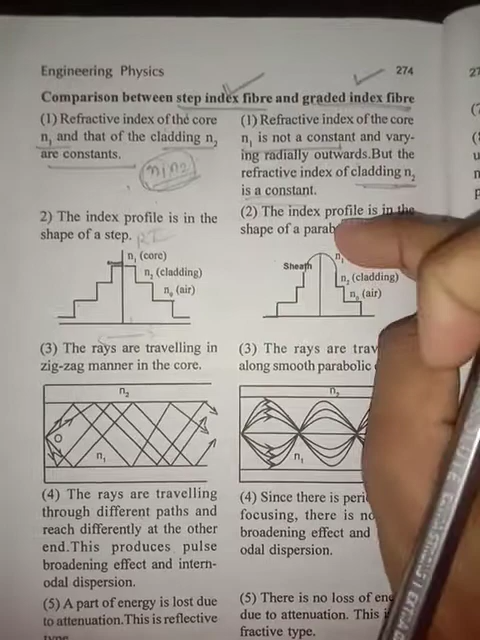 Engineering Physics
274
Comparison between step index fibre and graded index fibre
(1) Refractive index of the core
n₁ and that of the cladding n₂
are constants.
n₁n₂
2) The index profile is in the
shape of a step.
RI
n₁ (core)
n₂ (cladding)
n₀ (air)
(3) The rays are travelling in
zig-zag manner in the core.
n₂
n₁
(4) The rays are travelling
through different paths and
reach differently at the other
end.This produces pulse
broadening effect and intern-
odal dispersion.
(5) A part of energy is lost due
to attenuation.This is reflective
type.
(1) Refractive index of the core
n₁ is not a constant and vary-
ing radially outwards.But the
refractive index of cladding n₂
is a constant.
(2) The index profile is in the
shape of a parab
Sheath
n₁
n₂ (cladding)
n₀ (air)
(3) The rays are trav
along smooth parabolic
n₂
n₁
(4) Since there is peri
focusing, there is no
broadening effect and
odal dispersion.
(5) There is no loss of ene
due to attenuation. This i
fractive type.
27